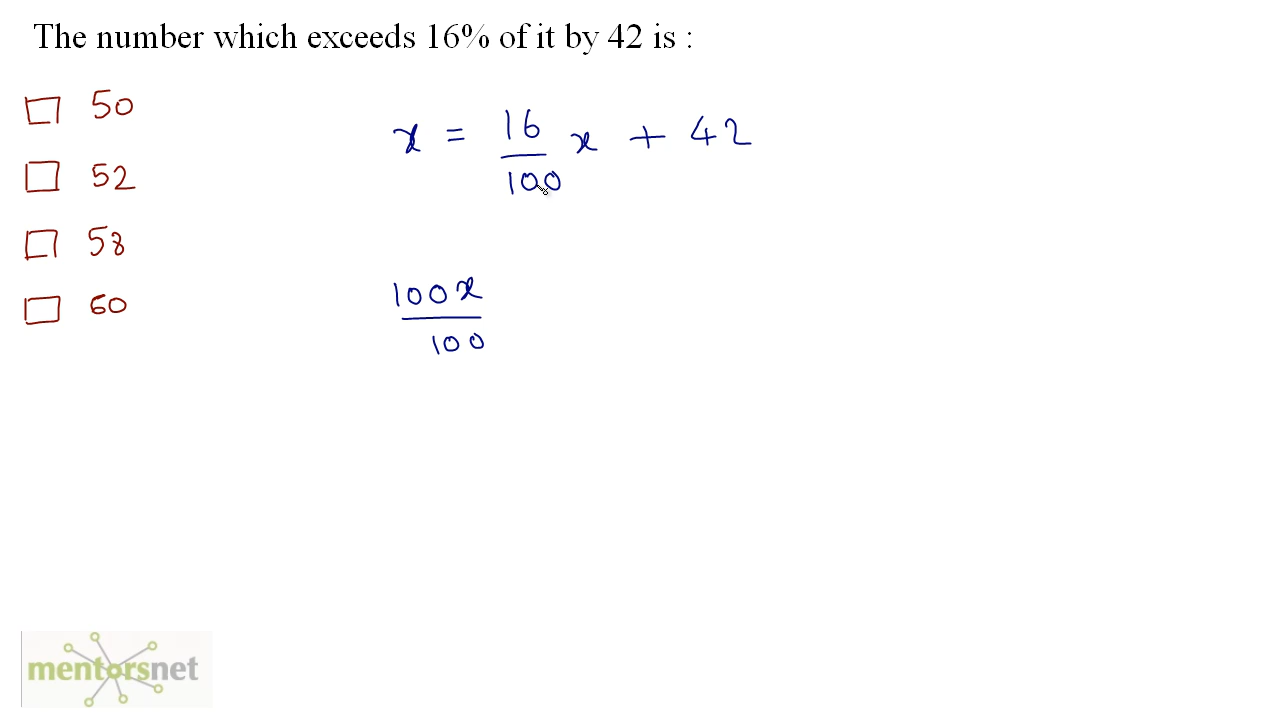 The number which exceeds 16% of it by 42 is :
50
52
58
60
x = 16/100 x + 42
100x/100
mentorsnet